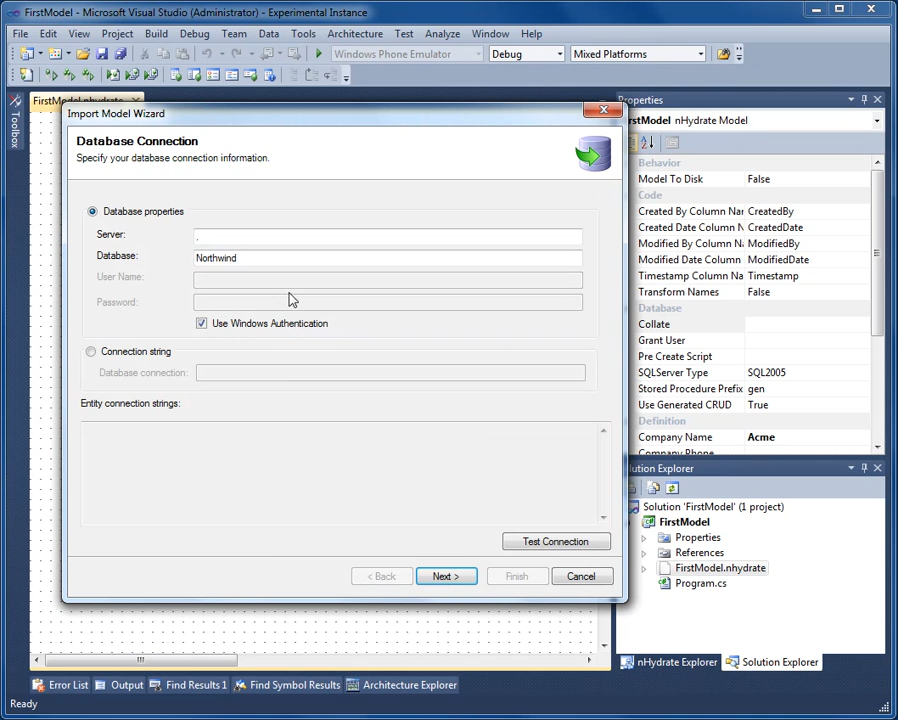 FirstModel - Microsoft Visual Studio (Administrator) - Experimental Instance
File Edit View Project Build Debug Team Data Tools Architecture Test Analyze Window Help
Windows Phone Emulator Debug Mixed Platforms
FirstModel.nhydrate
Toolbox
Import Model Wizard
Database Connection
Specify your database connection information.
Database properties
Server: .
Database: Northwind
User Name:
Password:
Use Windows Authentication
Connection string
Database connection:
Entity connection strings:
Test Connection
< Back Next > Finish Cancel
Properties
nHydrate Model
Behavior
Model To Disk False
Code
Created By Column Nar CreatedBy
Created Date Column N CreatedDate
Modified By Column Na ModifiedBy
Modified Date Column N ModifiedDate
Timestamp Column Nam Timestamp
Transform Names False
Database
Collate
Grant User
Pre Create Script
SQLServer Type SQL2005
Stored Procedure Prefix gen
Use Generated CRUD True
Definition
Company Name Acme
Company Phone
lution Explorer
Solution 'FirstModel' (1 project)
FirstModel
Properties
References
FirstModel.nhydrate
Program.cs
nHydrate Explorer Solution Explorer
Error List Output Find Results 1 Find Symbol Results Architecture Explorer
Ready